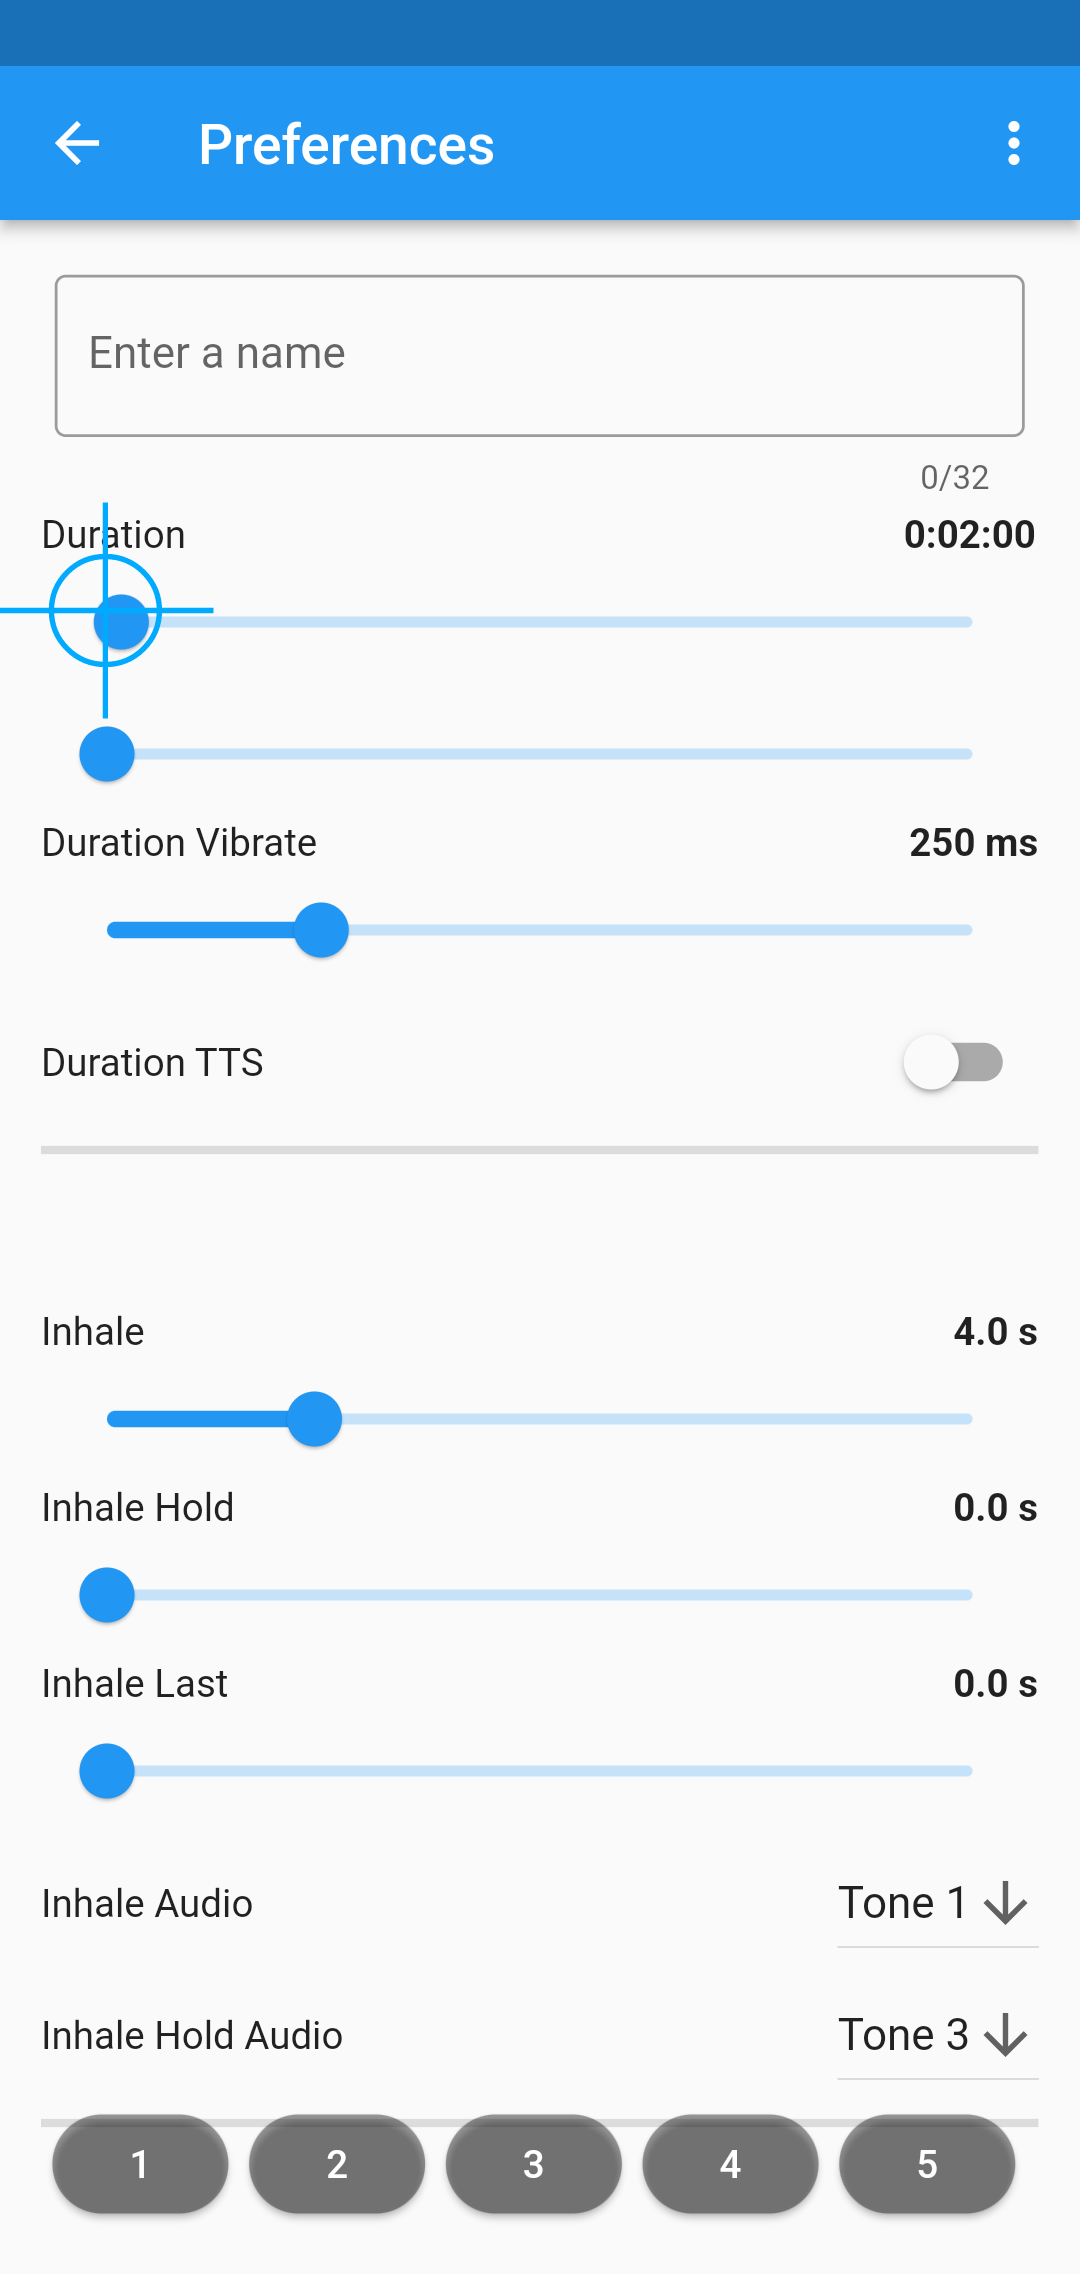 Preferences
Enter a name
0/32
Duration 0:02:00
Duration Vibrate 250 ms
Duration TTS
Inhale 4.0 s
Inhale Hold 0.0 s
Inhale Last 0.0 s
Inhale Audio Tone 1
Inhale Hold Audio Tone 3
1 2 3 4 5